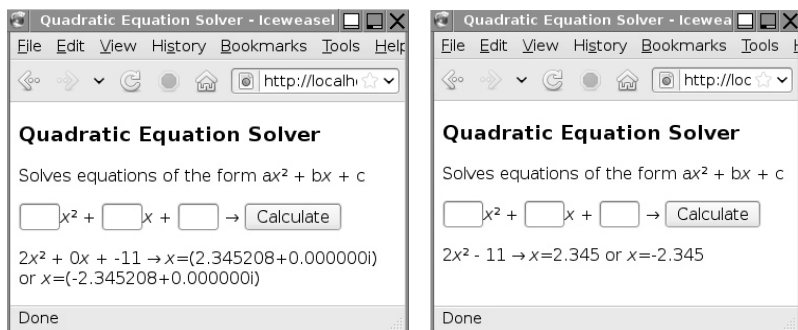 Quadratic Equation Solver - Iceweasel
File Edit View History Bookmarks Tools Help
http://localh
Quadratic Equation Solver
Solves equations of the form ax² + bx + c
x² + x + → Calculate
2x² + 0x + -11 → x=(2.345208+0.000000i)
or x=(-2.345208+0.000000i)
Done
Quadratic Equation Solver - Icewea
File Edit View History Bookmarks Tools
http://loc
Quadratic Equation Solver
Solves equations of the form ax² + bx + c
x² + x + → Calculate
2x² - 11 → x=2.345 or x=-2.345
Done